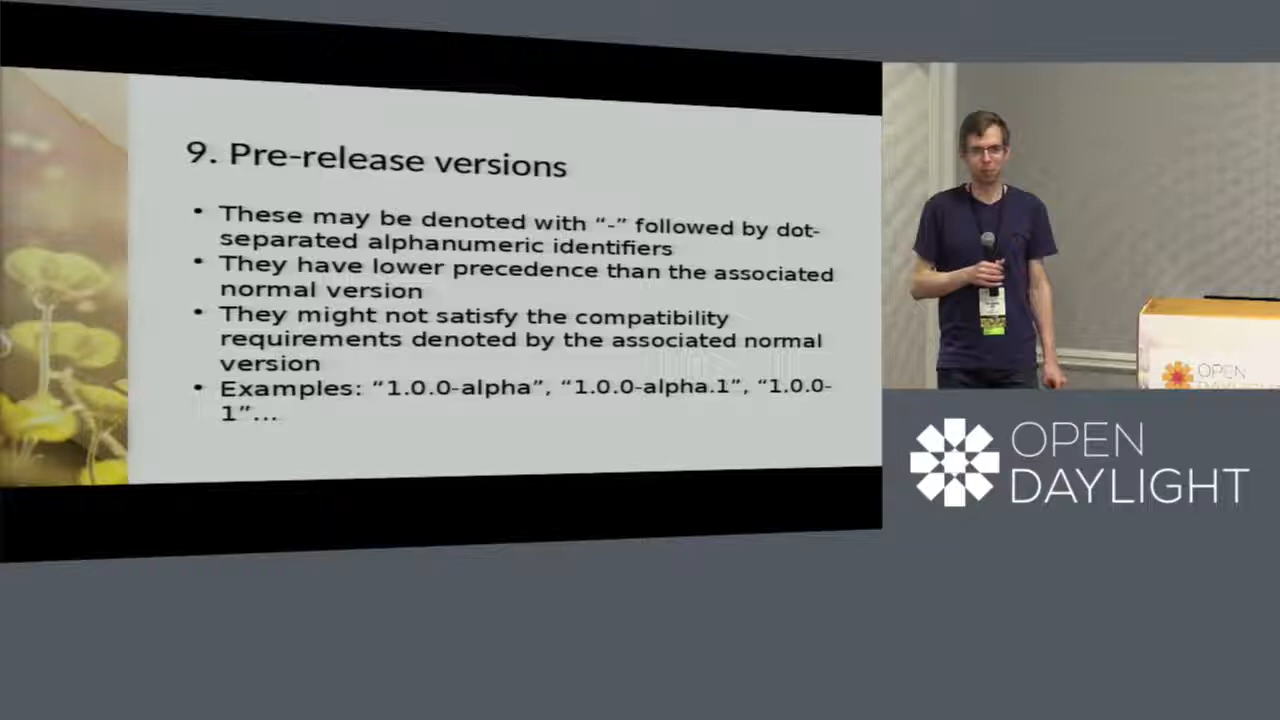 9. Pre-release versions
• These may be denoted with “-” followed by dot-
separated alphanumeric identifiers
• They have lower precedence than the associated
normal version
• They might not satisfy the compatibility
requirements denoted by the associated normal
version
• Examples: “1.0.0-alpha”, “1.0.0-alpha.1”, “1.0.0-
1”...
OPEN
DAYLIGHT
OPEN
DAYLIGHT